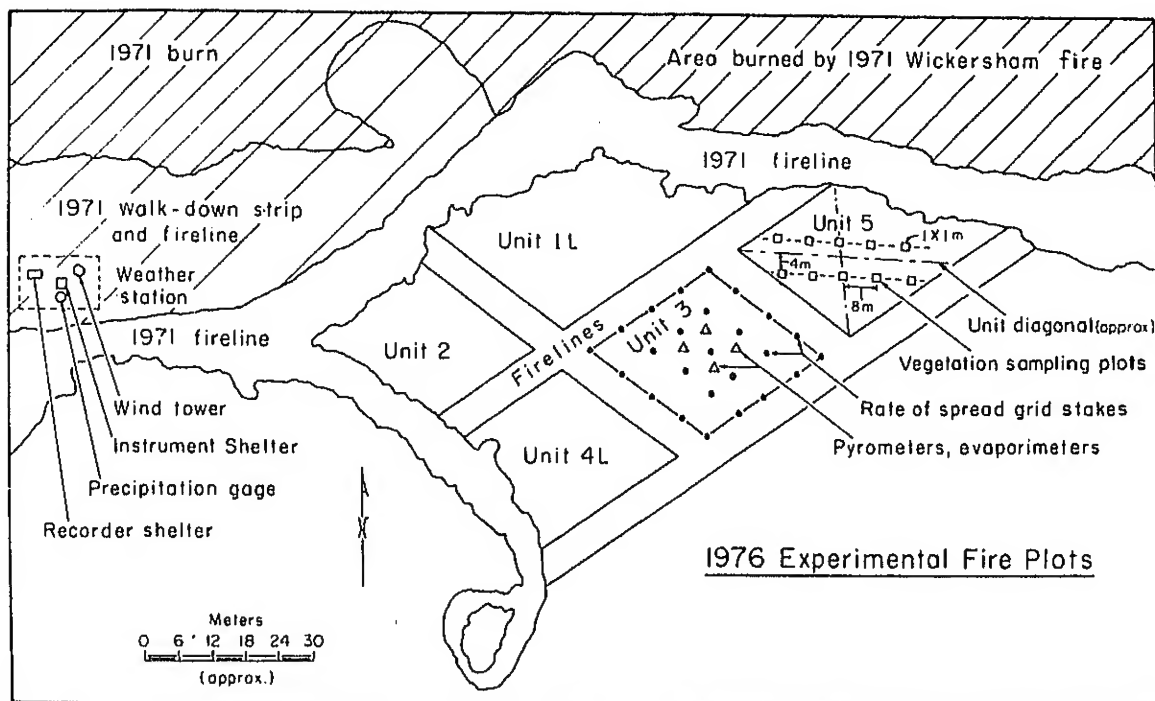 1971 burn
Area burned by 1971 Wickersham fire
1971 fireline
1971 Walk-down strip
and fireline
Weather
station
1971 fireline
Unit 1L
Unit 2
Firelines
Unit 3
Unit 4L
Unit 5
1X1m
4m
8m
Unit diagonal(approx)
Vegetation sampling plots
Rate of spread grid stakes
Pyrometers, evaporimeters
Wind tower
Instrument Shelter
Precipitation gage
Recorder shelter
1976 Experimental Fire Plots
Meters
0 6 12 18 24 30
(approx.)